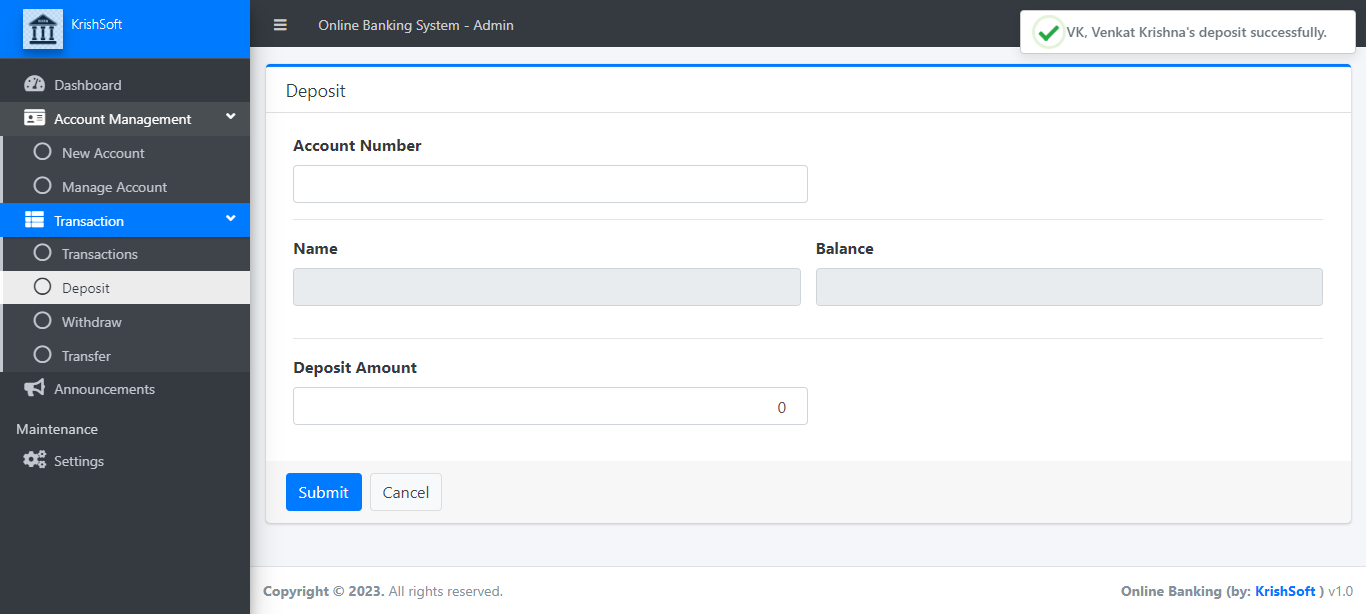 KrishSoft
Online Banking System - Admin
VK, Venkat Krishna's deposit successfully.
Dashboard
Account Management
New Account
Manage Account
Transaction
Transactions
Deposit
Withdraw
Transfer
Announcements
Maintenance
Settings
Deposit
Account Number
Name
Balance
Deposit Amount
0
Submit
Cancel
Copyright © 2023. All rights reserved.
Online Banking (by: KrishSoft ) v1.0